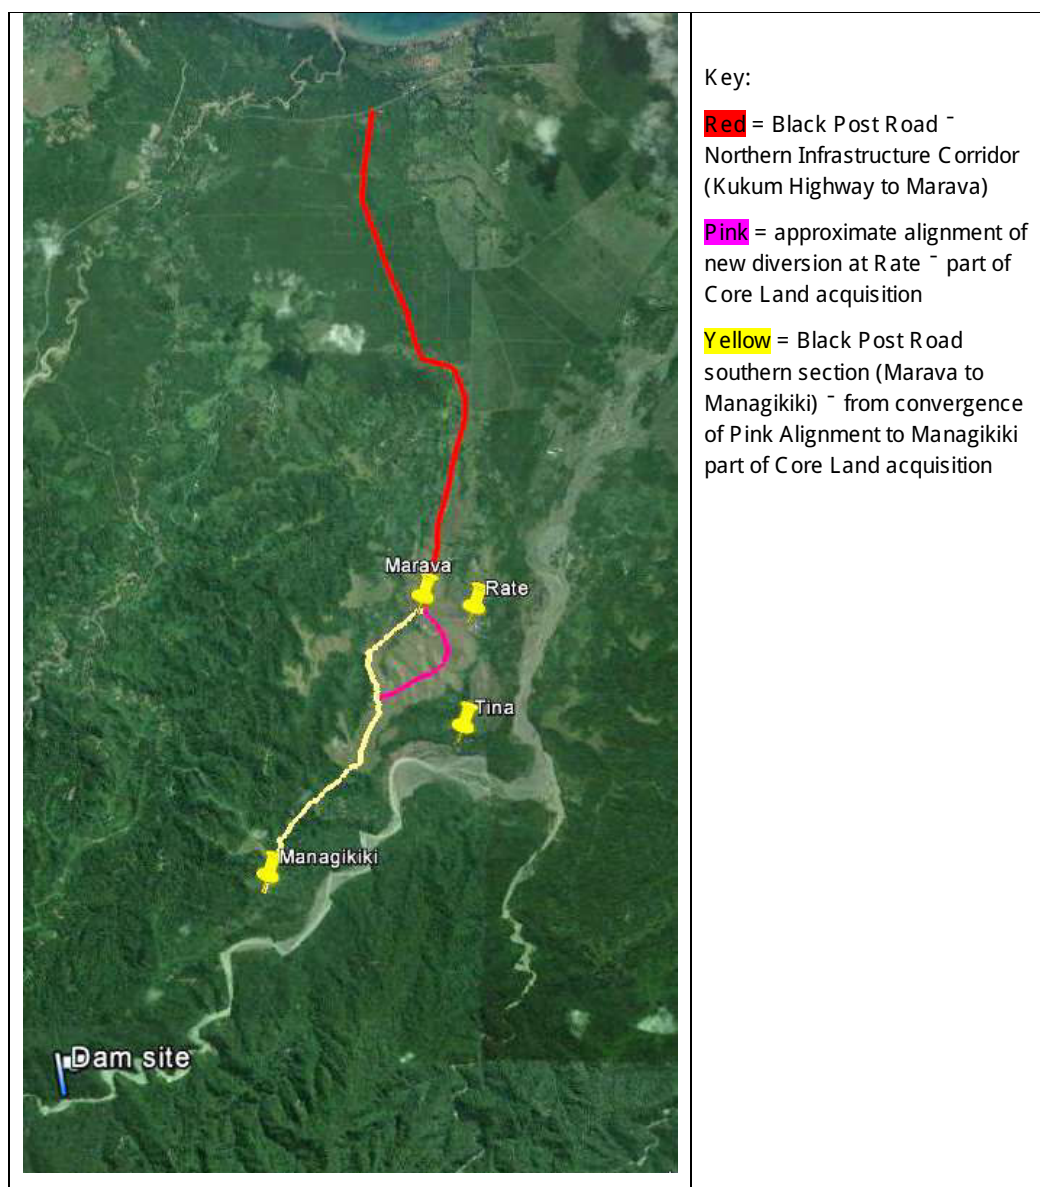 Key:
Red = Black Post Road -
Northern Infrastructure Corridor
(Kukum Highway to Marava)
Pink = approximate alignment of
new diversion at Rate - part of
Core Land acquisition
Yellow = Black Post Road
southern section (Marava to
Managikiki) - from convergence
of Pink Alignment to Managikiki
part of Core Land acquisition
Marava
Rate
Tina
Managikiki
Dam site